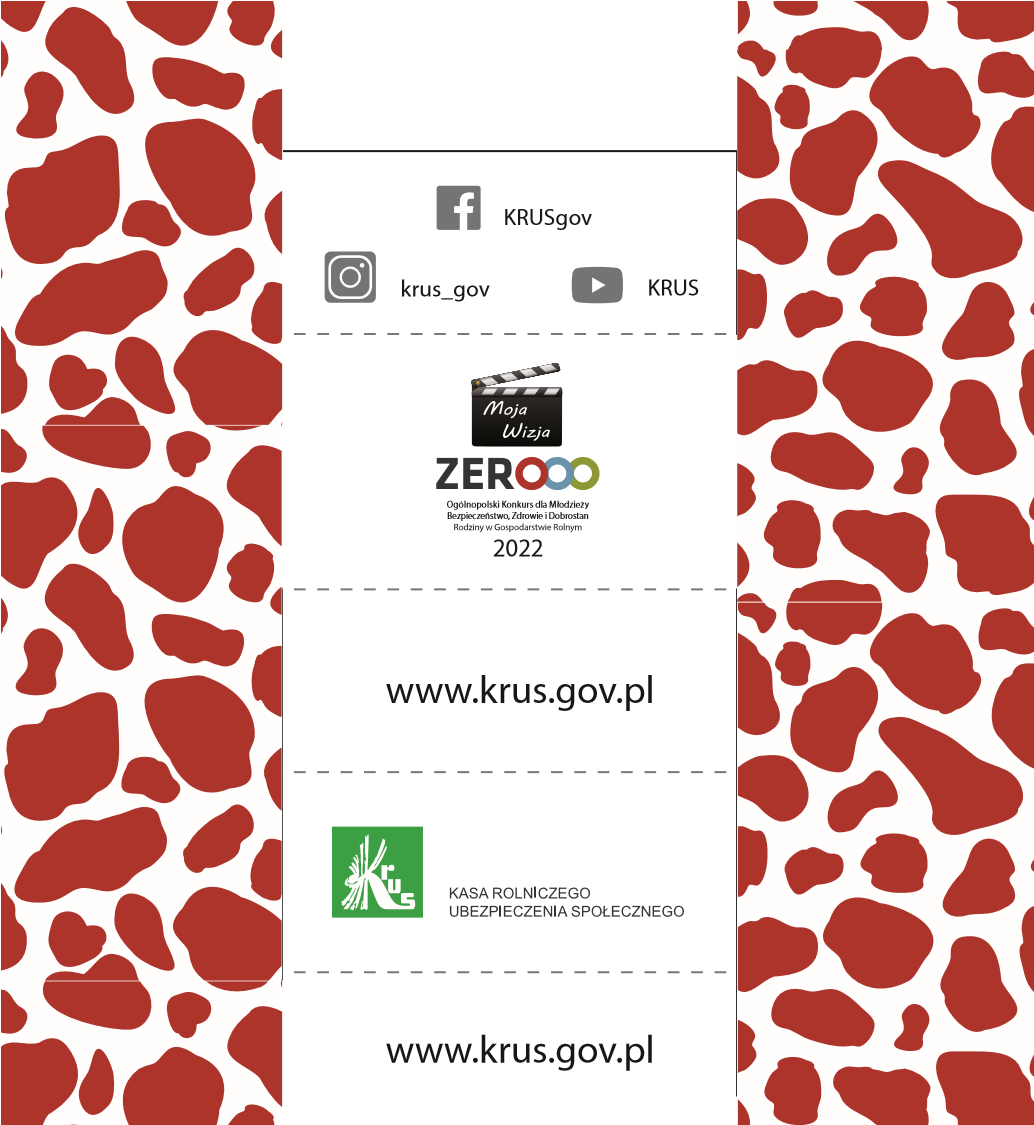 KRUSgov
krus_gov
KRUS
Moja
Wizja
ZEROOO
Ogólnopolski Konkurs dla Młodzieży
Bezpieczeństwo, Zdrowie i Dobrostan
Rodziny w Gospodarstwie Rolnym
2022
www.krus.gov.pl
Krus
KASA ROLNICZEGO
UBEZPIECZENIA SPOŁECZNEGO
www.krus.gov.pl